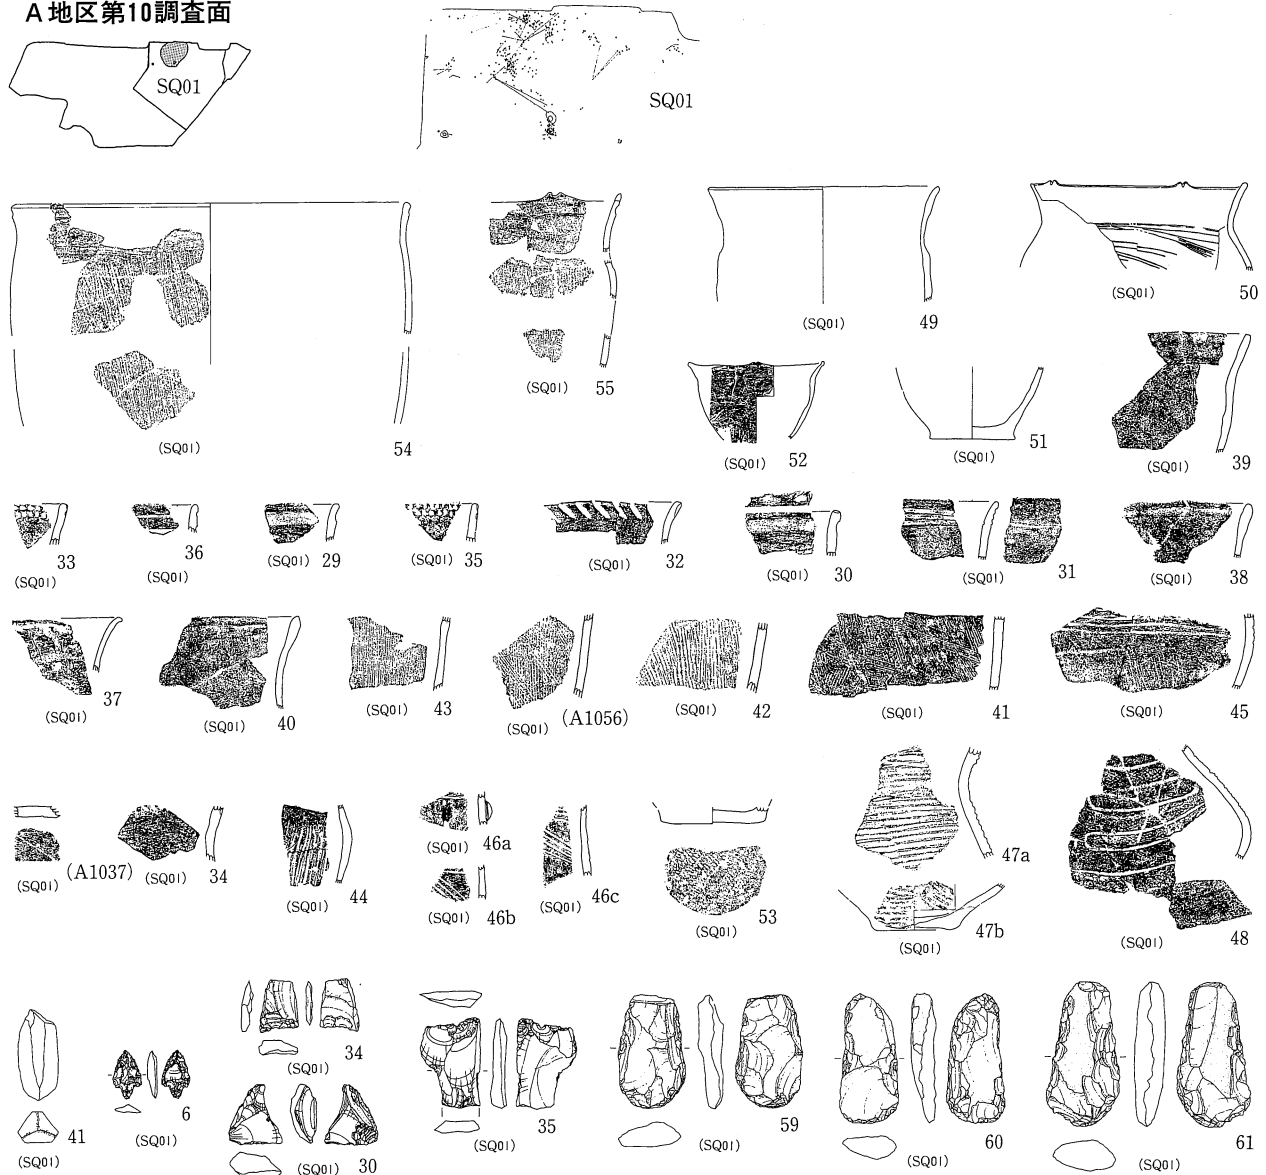 A地区第10調査面
SQ01
SQ01
(SQ01) 54
(SQ01) 55
(SQ01) 49
(SQ01) 50
(SQ01) 52
(SQ01) 51
(SQ01) 39
(SQ01) 33
(SQ01) 36
(SQ01) 29
(SQ01) 35
(SQ01) 32
(SQ01) 30
(SQ01) 31
(SQ01) 38
(SQ01) 37
(SQ01) 40
(SQ01) 43
(SQ01) (A1056)
(SQ01) 42
(SQ01) 41
(SQ01) 45
(SQ01) (A1037)
(SQ01) 34
(SQ01) 44
(SQ01) 46a
(SQ01) 46b
(SQ01) 46c
(SQ01) 53
47a
(SQ01) 47b
(SQ01) 48
41
(SQ01)
6
(SQ01)
34
(SQ01)
(SQ01) 30
(SQ01) 35
(SQ01) 59
(SQ01) 60
(SQ01) 61